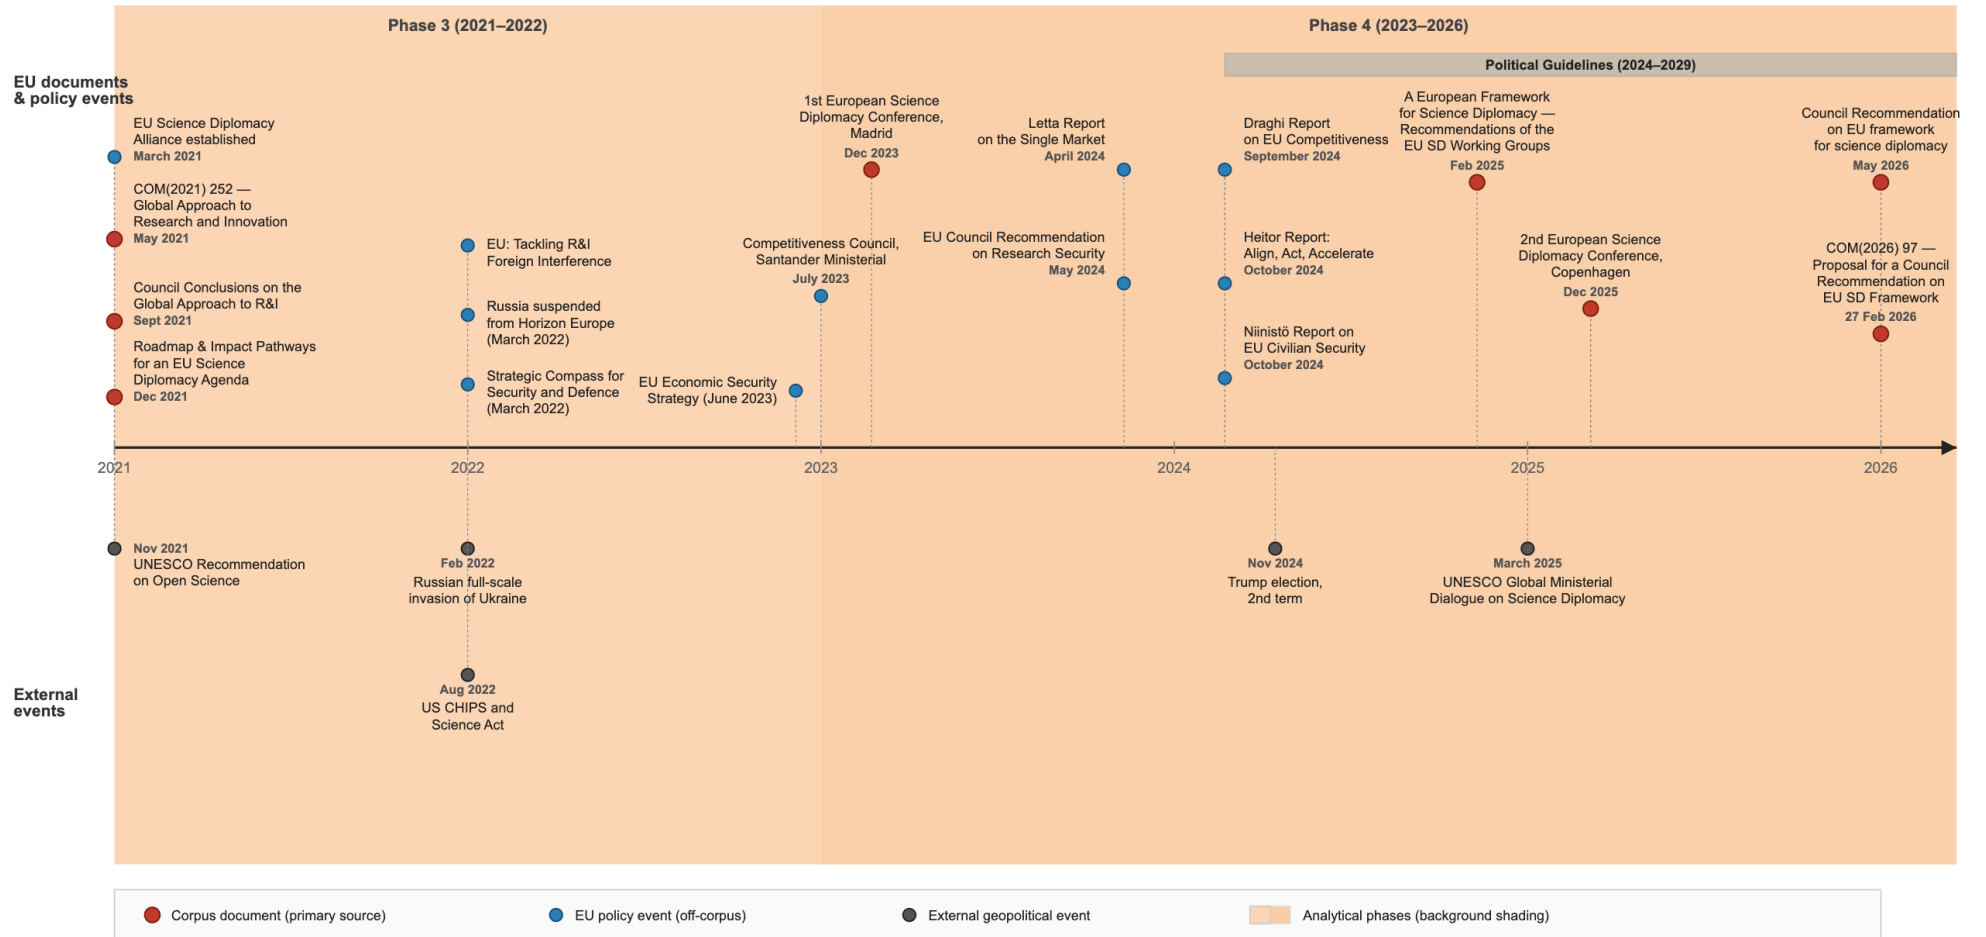 Phase 3 (2021–2022)
Phase 4 (2023–2026)
Political Guidelines (2024–2029)
EU documents
& policy events
EU Science Diplomacy
Alliance established
March 2021
COM(2021) 252 —
Global Approach to
Research and Innovation
May 2021
Council Conclusions on the
Global Approach to R&I
Sept 2021
Roadmap & Impact Pathways
for an EU Science
Diplomacy Agenda
Dec 2021
EU: Tackling R&I
Foreign Interference
Russia suspended
from Horizon Europe
(March 2022)
Strategic Compass for
Security and Defence
(March 2022)
EU Economic Security
Strategy (June 2023)
Competitiveness Council,
Santander Ministerial
July 2023
1st European Science
Diplomacy Conference,
Madrid
Dec 2023
Letta Report
on the Single Market
April 2024
EU Council Recommendation
on Research Security
May 2024
Draghi Report
on EU Competitiveness
September 2024
Heitor Report:
Align, Act, Accelerate
October 2024
Niinistö Report on
EU Civilian Security
October 2024
A European Framework
for Science Diplomacy —
Recommendations of the
EU SD Working Groups
Feb 2025
2nd European Science
Diplomacy Conference,
Copenhagen
Dec 2025
Council Recommendation
on EU framework
for science diplomacy
May 2026
COM(2026) 97 —
Proposal for a Council
Recommendation on
EU SD Framework
27 Feb 2026
2021
2022
2023
2024
2025
2026
Nov 2021
UNESCO Recommendation
on Open Science
Feb 2022
Russian full-scale
invasion of Ukraine
Aug 2022
US CHIPS and
Science Act
Nov 2024
Trump election,
2nd term
March 2025
UNESCO Global Ministerial
Dialogue on Science Diplomacy
External
events
Corpus document (primary source)
EU policy event (off-corpus)
External geopolitical event
Analytical phases (background shading)